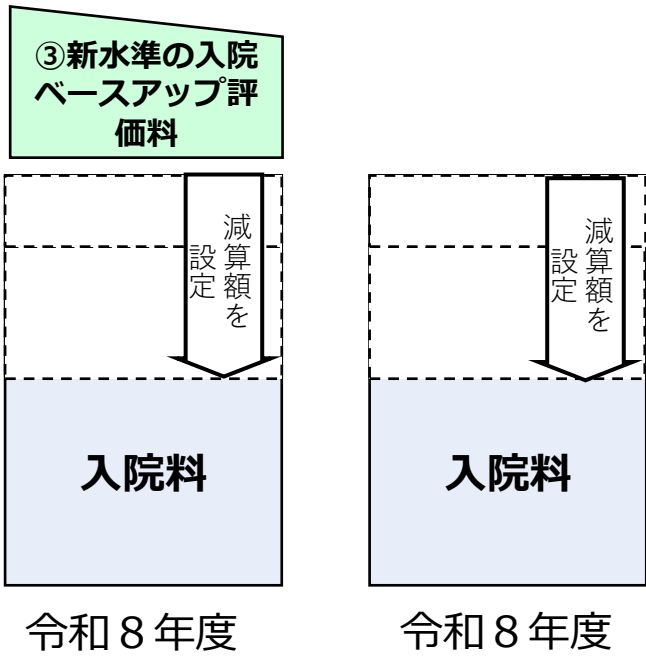 ③新水準の入院
ベースアップ評
価料
減算額を
設定
入院料
令和８年度
減算額を
設定
入院料
令和８年度